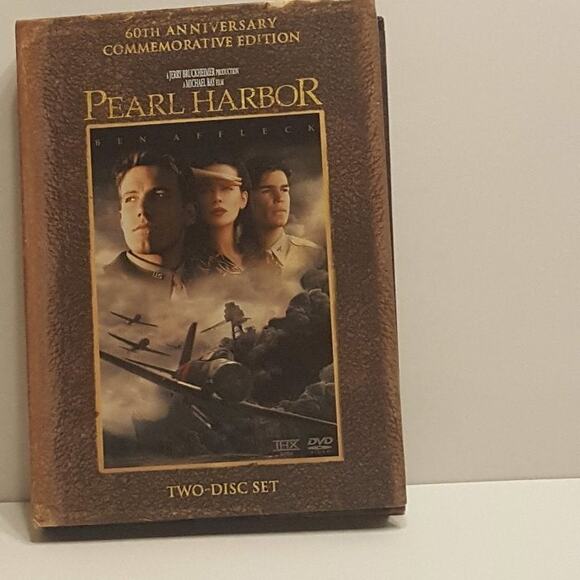 60TH ANNIVERSARY
COMMEMORATIVE EDITION
A JERRY BRUCKHEIMER PRODUCTION
A MICHAEL BAY FILM
PEARL HARBOR
BEN AFFLECK
THX
DVD
VIDEO
TWO-DISC SET